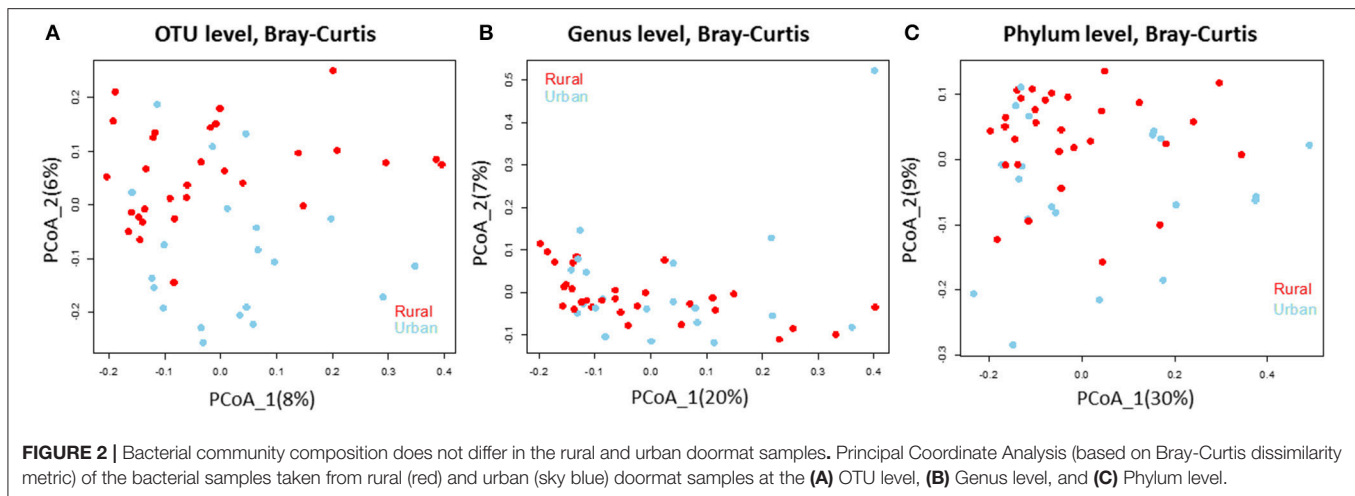 A
OTU level, Bray-Curtis
PCoA_2(6%)
0.2
0.1
0.0
-0.1
-0.2
Rural
Urban
-0.2 -0.1 0.0 0.1 0.2 0.3 0.4
PCoA_1(8%)
B
Genus level, Bray-Curtis
PCoA_2(7%)
0.5
0.4
0.3
0.2
0.1
0.0
0.1
Rural
Urban
-0.2 -0.1 0.0 0.1 0.2 0.3 0.4
PCoA_1(20%)
C
Phylum level, Bray-Curtis
PCoA_2(9%)
0.1
0.0
-0.1
-0.2
-0.3
Rural
Urban
-0.2 0.0 0.2 0.4
PCoA_1(30%)
FIGURE 2 | Bacterial community composition does not differ in the rural and urban doormat samples. Principal Coordinate Analysis (based on Bray-Curtis dissimilarity
metric) of the bacterial samples taken from rural (red) and urban (sky blue) doormat samples at the (A) OTU level, (B) Genus level, and (C) Phylum level.